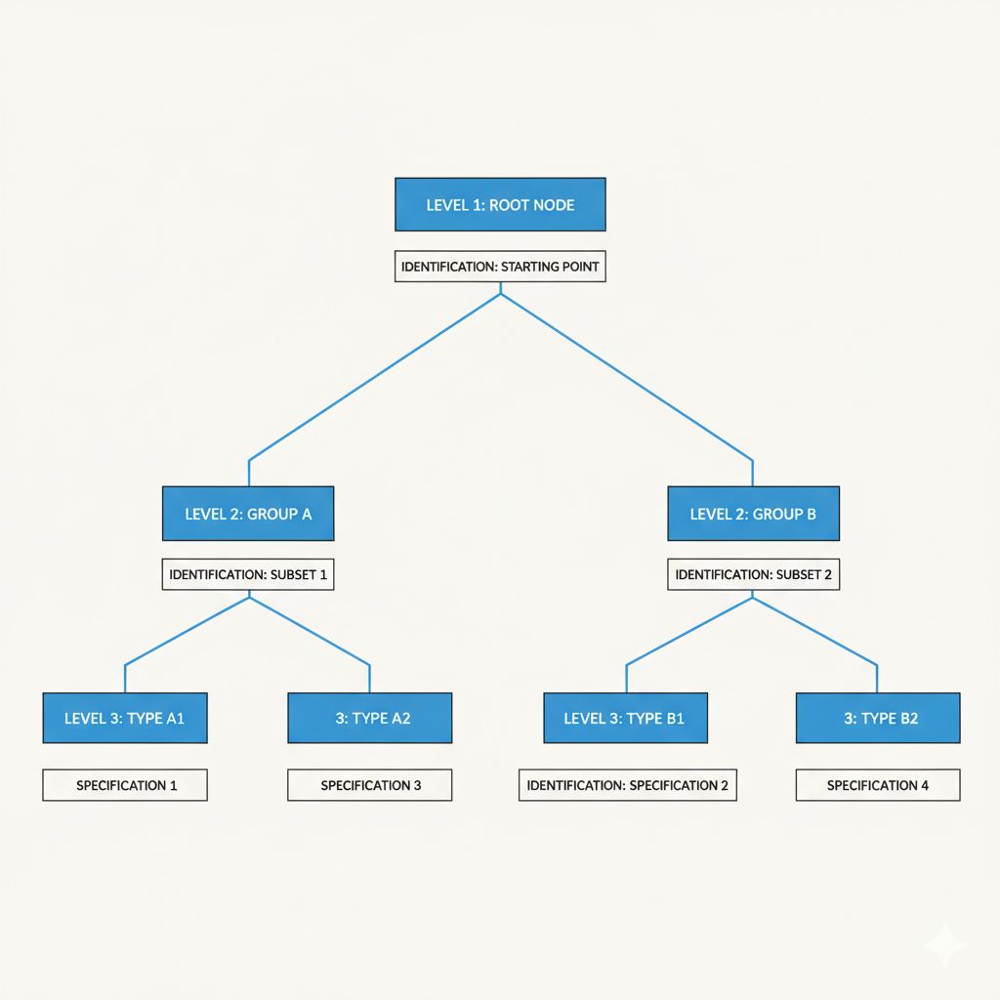 LEVEL 1: ROOT NODE
IDENTIFICATION: STARTING POINT
LEVEL 2: GROUP A
LEVEL 2: GROUP B
IDENTIFICATION: SUBSET 1
IDENTIFICATION: SUBSET 2
LEVEL 3: TYPE A1
3: TYPE A2
LEVEL 3: TYPE B1
3: TYPE B2
SPECIFICATION 1
SPECIFICATION 3
IDENTIFICATION: SPECIFICATION 2
SPECIFICATION 4